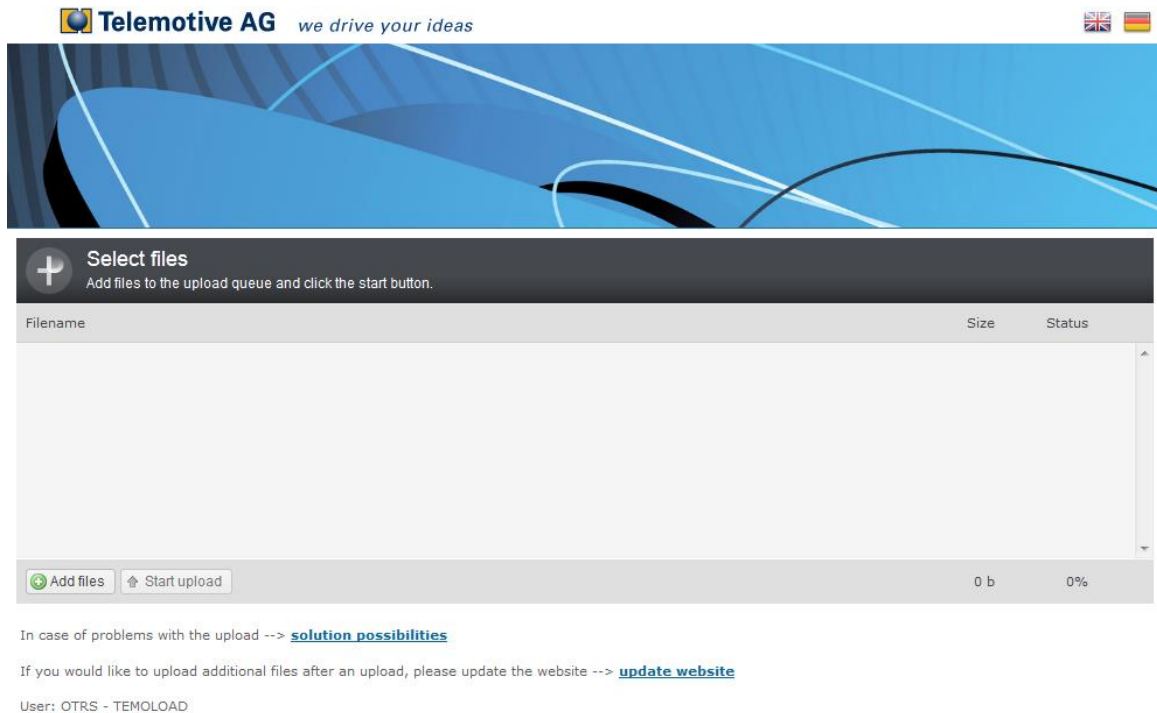 Telemotive AG we drive your ideas
Select files
Add files to the upload queue and click the start button.
Filename Size Status
Add files Start upload 0 b 0%
In case of problems with the upload --> solution possibilities
If you would like to upload additional files after an upload, please update the website --> update website
User: OTRS - TEMOLOAD